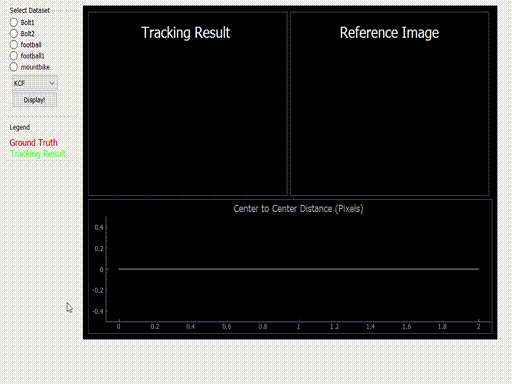 Select Dataset
Bolt1
Bolt2
football
football1
mountbike
KCF
Display!
Legend
Ground Truth
Tracking Result
Tracking Result
Reference Image
Center to Center Distance (Pixels)
0.4
0.2
0
-0.2
-0.4
0 0.2 0.4 0.6 0.8 1 1.2 1.4 1.6 1.8 2